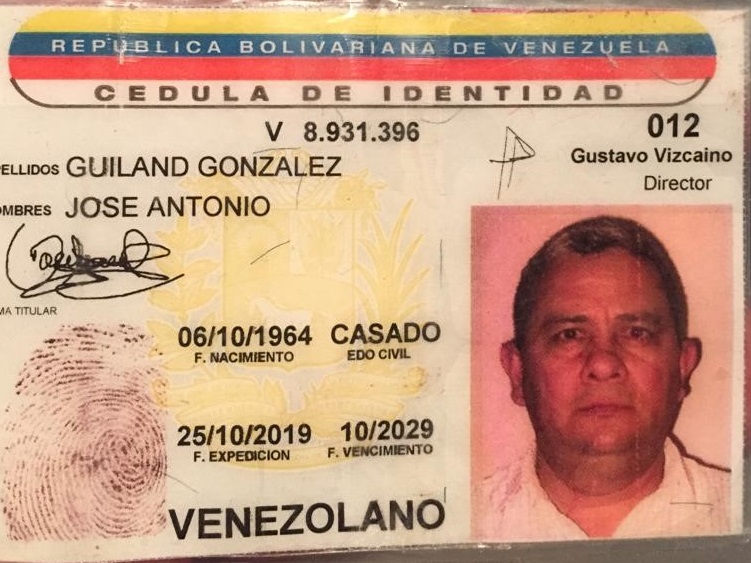 REPUBLICA BOLIVARIANA DE VENEZUELA
CEDULA DE IDENTIDAD
V 8.931.396
012
Gustavo Vizcaino
Director
PELLIDOS GUILAND GONZALEZ
OMBRES JOSE ANTONIO
MA TITULAR
06/10/1964 CASADO
F. NACIMIENTO EDO CIVIL
25/10/2019 10/2029
F. EXPEDICION F. VENCIMIENTO
VENEZOLANO